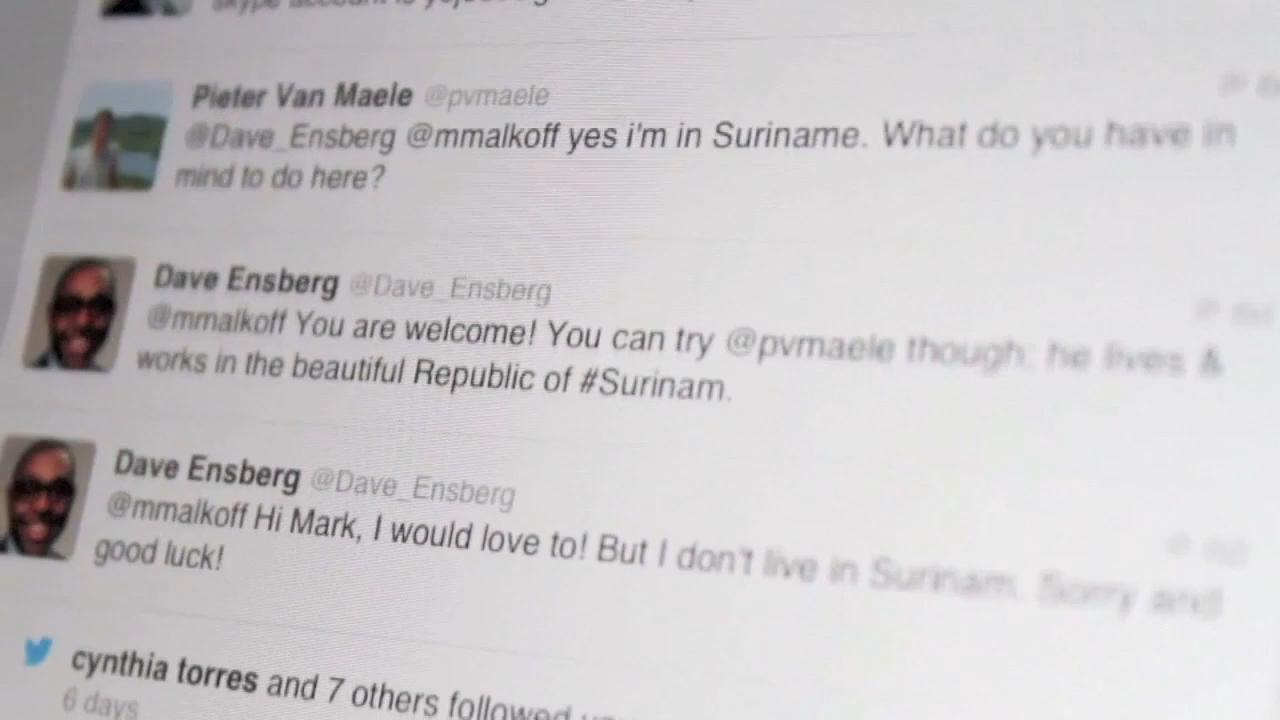 Pieter Van Maele @pvmaele
@Dave_Ensberg @mmalkoff yes i'm in Suriname. What do you have in
mind to do here?
Dave Ensberg @Dave_Ensberg
@mmalkoff You are welcome! You can try @pvmaele though: he lives &
works in the beautiful Republic of #Surinam.
Dave Ensberg @Dave_Ensberg
@mmalkoff Hi Mark, I would love to! But I don't live in Surinam. Sorry and
good luck!
cynthia torres and 7 others followed
6 days